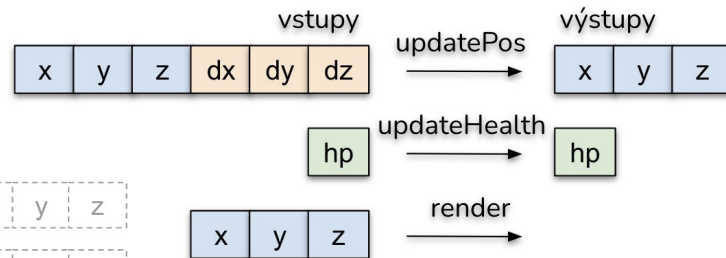 vstupy výstupy
x y z dx dy dz updatePos x y z
hp updateHealth hp
y z
x y z render